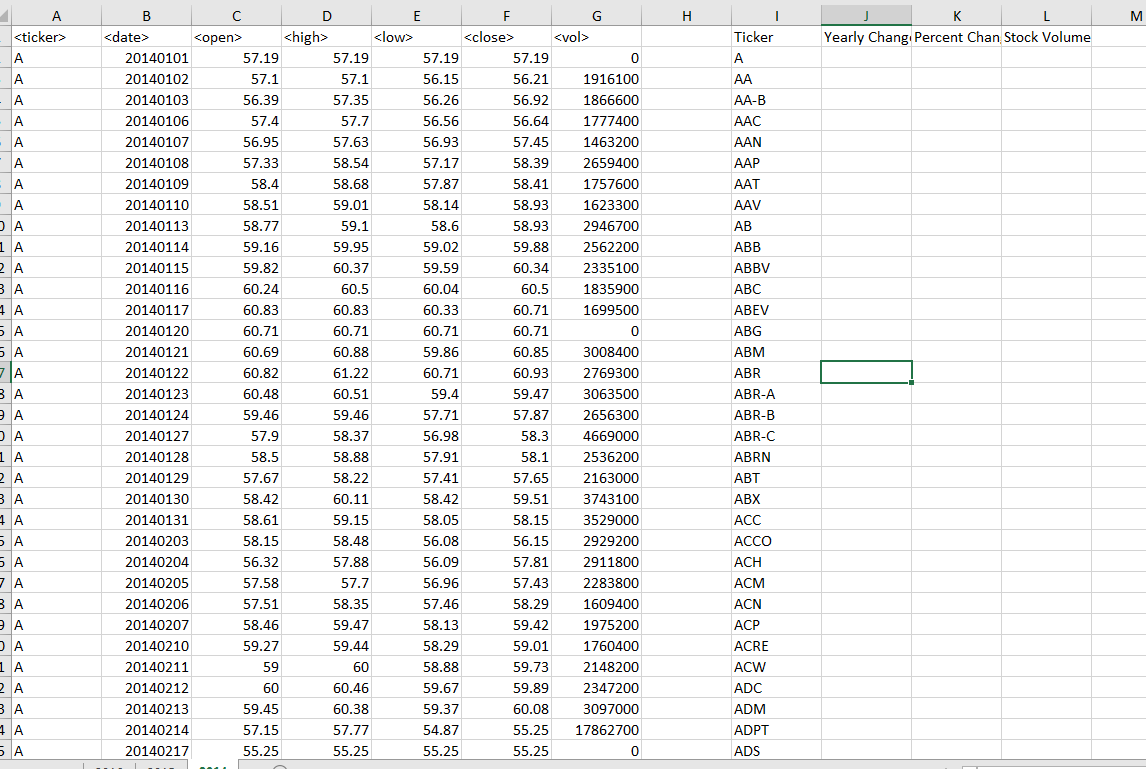 A B C D E F G H I J K L M
<ticker> <date> <open> <high> <low> <close> <vol> Ticker Yearly Chang Percent Chan Stock Volume
A 20140101 57.19 57.19 57.19 57.19 0 A
A 20140102 57.1 57.1 56.15 56.21 1916100 AA
A 20140103 56.39 57.35 56.26 56.92 1866600 AA-B
A 20140106 57.4 57.7 56.56 56.64 1777400 AAC
A 20140107 56.95 57.63 56.93 57.45 1463200 AAN
A 20140108 57.33 58.54 57.17 58.39 2659400 AAP
A 20140109 58.4 58.68 57.87 58.41 1757600 AAT
A 20140110 58.51 59.01 58.14 58.93 1623300 AAV
A 20140113 58.77 59.1 58.6 58.93 2946700 AB
A 20140114 59.16 59.95 59.02 59.88 2562200 ABB
A 20140115 59.82 60.37 59.59 60.34 2335100 ABBV
A 20140116 60.24 60.5 60.04 60.5 1835900 ABC
A 20140117 60.83 60.83 60.33 60.71 1699500 ABEV
A 20140120 60.71 60.71 60.71 60.71 0 ABG
A 20140121 60.69 60.88 59.86 60.85 3008400 ABM
A 20140122 60.82 61.22 60.71 60.93 2769300 ABR
A 20140123 60.48 60.51 59.4 59.47 3063500 ABR-A
A 20140124 59.46 59.46 57.71 57.87 2656300 ABR-B
A 20140127 57.9 58.37 56.98 58.3 4669000 ABR-C
A 20140128 58.5 58.88 57.91 58.1 2536200 ABRN
A 20140129 57.67 58.22 57.41 57.65 2163000 ABT
A 20140130 58.42 60.11 58.42 59.51 3743100 ABX
A 20140131 58.61 59.15 58.05 58.15 3529000 ACC
A 20140203 58.15 58.48 56.08 56.15 2929200 ACCO
A 20140204 56.32 57.88 56.09 57.81 2911800 ACH
A 20140205 57.58 57.7 56.96 57.43 2283800 ACM
A 20140206 57.51 58.35 57.46 58.29 1609400 ACN
A 20140207 58.46 59.47 58.13 59.42 1975200 ACP
A 20140210 59.27 59.44 58.29 59.01 1760400 ACRE
A 20140211 59 60 58.88 59.73 2148200 ACW
A 20140212 60 60.46 59.67 59.89 2347200 ADC
A 20140213 59.45 60.38 59.37 60.08 3097000 ADM
A 20140214 57.15 57.77 54.87 55.25 17862700 ADPT
A 20140217 55.25 55.25 55.25 55.25 0 ADS